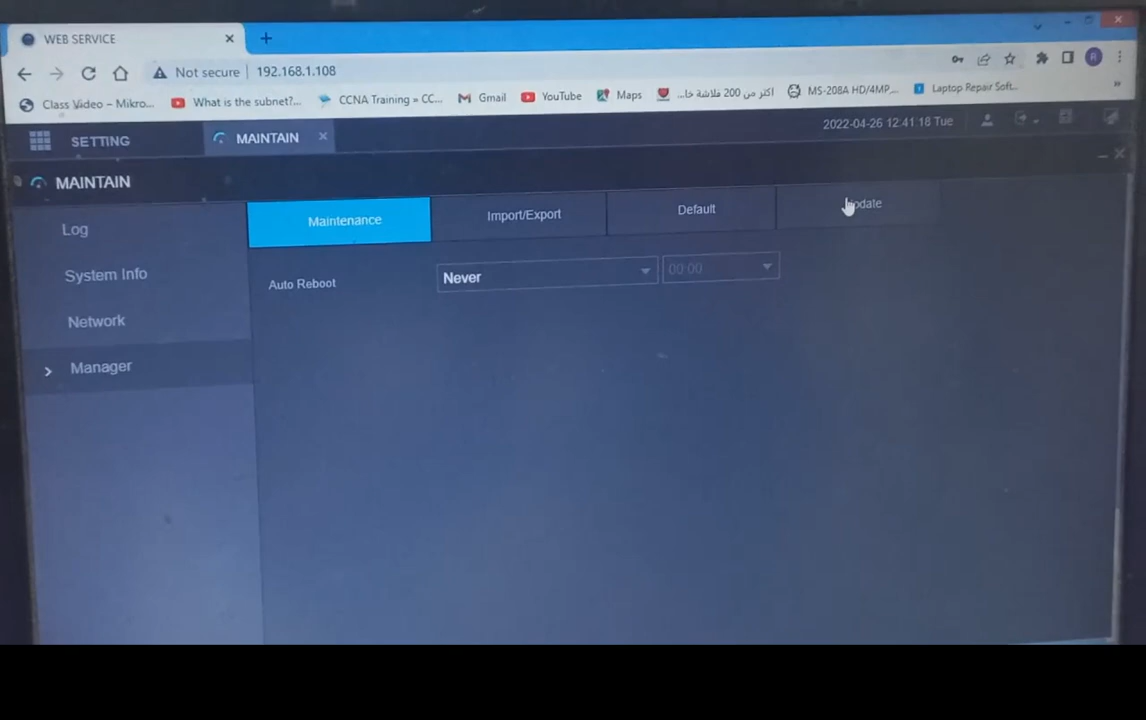 WEB SERVICE
Not secure 192.168.1.108
Class Video – Mikro... What is the subnet?... CCNA Training » CC... Gmail YouTube Maps اكثر من 200 فلاشة خا... MS-208A HD/4MP... Laptop Repair Soft...
SETTING MAINTAIN 2022-04-26 12:41:18 Tue
MAINTAIN
Log
System Info
Network
Manager
Maintenance Import/Export Default
Auto Reboot Never 00:00